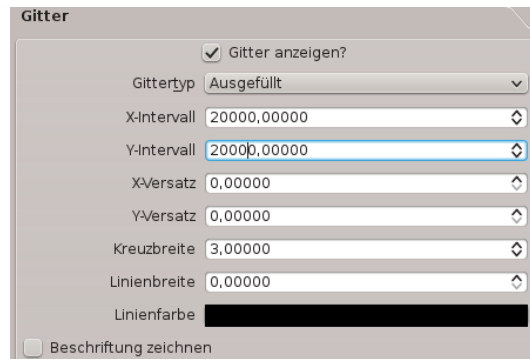 Gitter
Gitter anzeigen?
Gittertyp Ausgefüllt
X-Intervall 20000,00000
Y-Intervall 20000,00000
X-Versatz 0,00000
Y-Versatz 0,00000
Kreuzbreite 3,00000
Linienbreite 0,00000
Linienfarbe
Beschriftung zeichnen